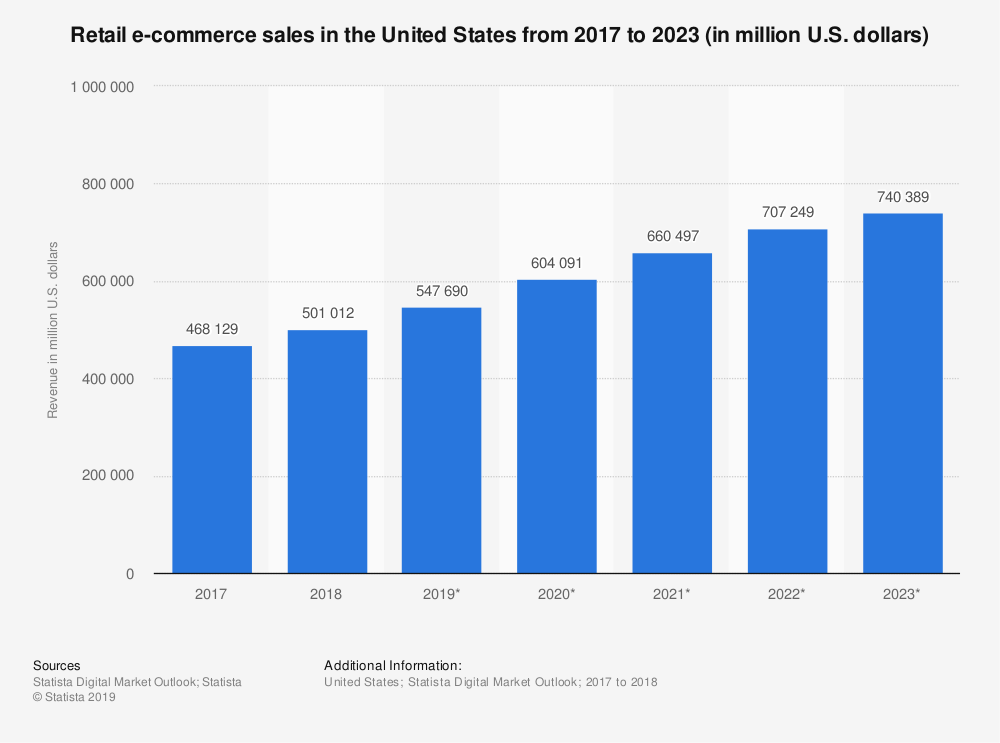 Retail e-commerce sales in the United States from 2017 to 2023 (in million U.S. dollars)
Revenue in million U.S. dollars
1 000 000
800 000
600 000
400 000
200 000
0
468 129
501 012
547 690
604 091
660 497
707 249
740 389
2017
2018
2019*
2020*
2021*
2022*
2023*
Sources
Statista Digital Market Outlook; Statista
© Statista 2019
Additional Information:
United States; Statista Digital Market Outlook; 2017 to 2018